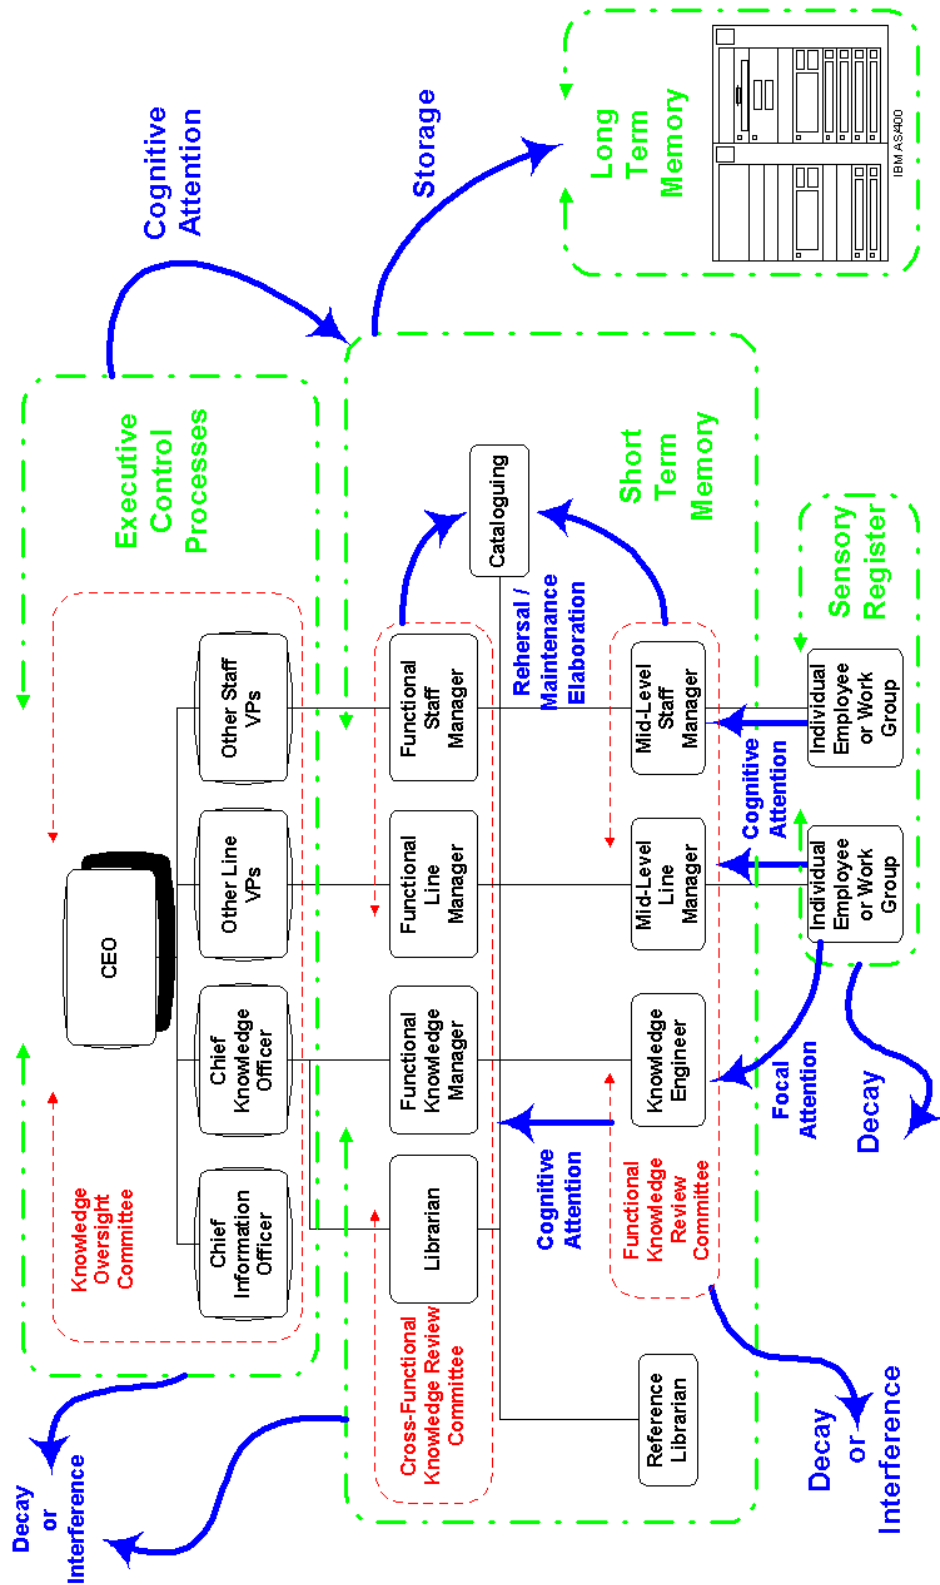 Cognitive
Attention
Storage
Executive
Control
Processes
Long
Term
Memory
IBM AS/400
CEO
Knowledge
Oversight
Committee
Chief
Information
Officer
Chief
Knowledge
Officer
Other Line
VPs
Other Staff
VPs
Decay
or
Interference
Cross-Functional
Knowledge Review
Committee
Librarian
Functional
Knowledge
Manager
Functional
Line
Manager
Functional
Staff
Manager
Cataloguing
Rehersal /
Maintenance
Elaboration
Short
Term
Memory
Cognitive
Attention
Functional
Knowledge
Review
Committee
Reference
Librarian
Knowledge
Engineer
Mid-Level
Line
Manager
Mid-Level
Staff
Manager
Cognitive
Attention
Focal
Attention
Sensory
Register
Individual
Employee
or Work
Group
Individual
Employee
or Work
Group
Decay
Decay
or
Interference